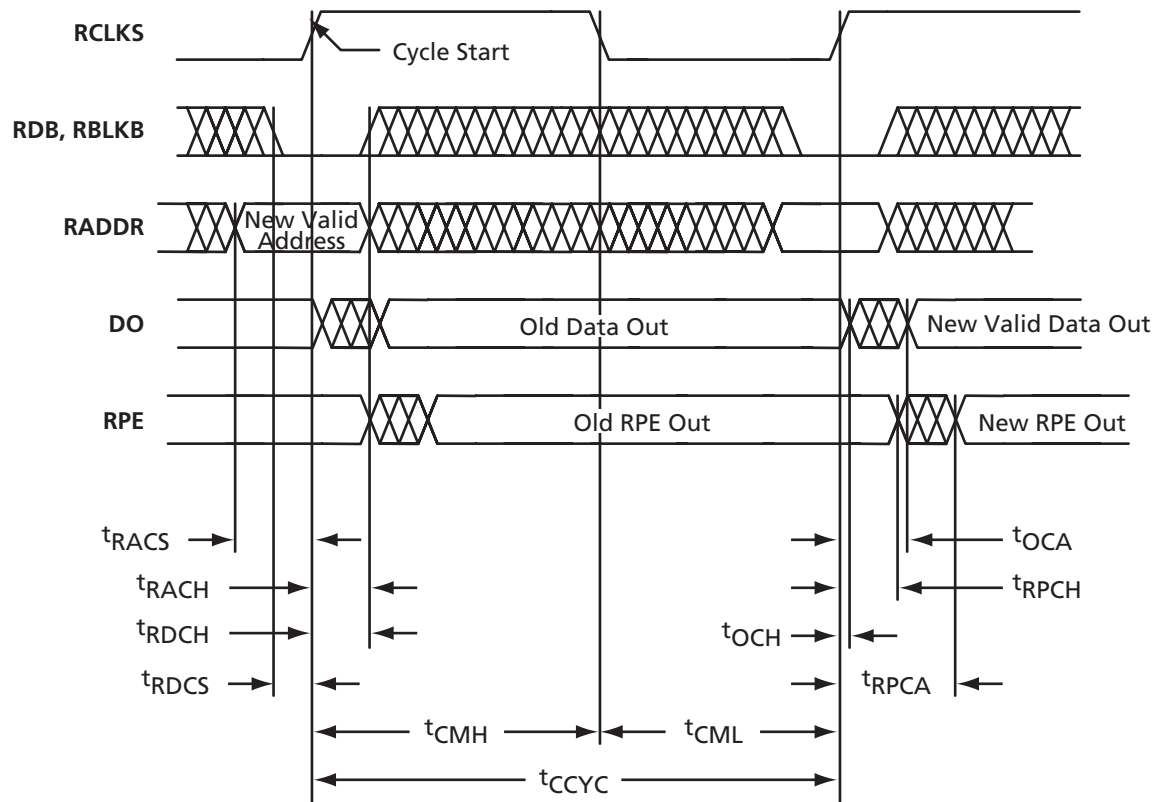 RCLKS
Cycle Start
RDB, RBLKB
RADDR
New Valid
Address
DO
Old Data Out
New Valid Data Out
RPE
Old RPE Out
New RPE Out
tRACS
tOCA
tRACH
tRPCH
tRDCH
tOCH
tRDCS
tRPCA
tCMH
tCML
tCCYC